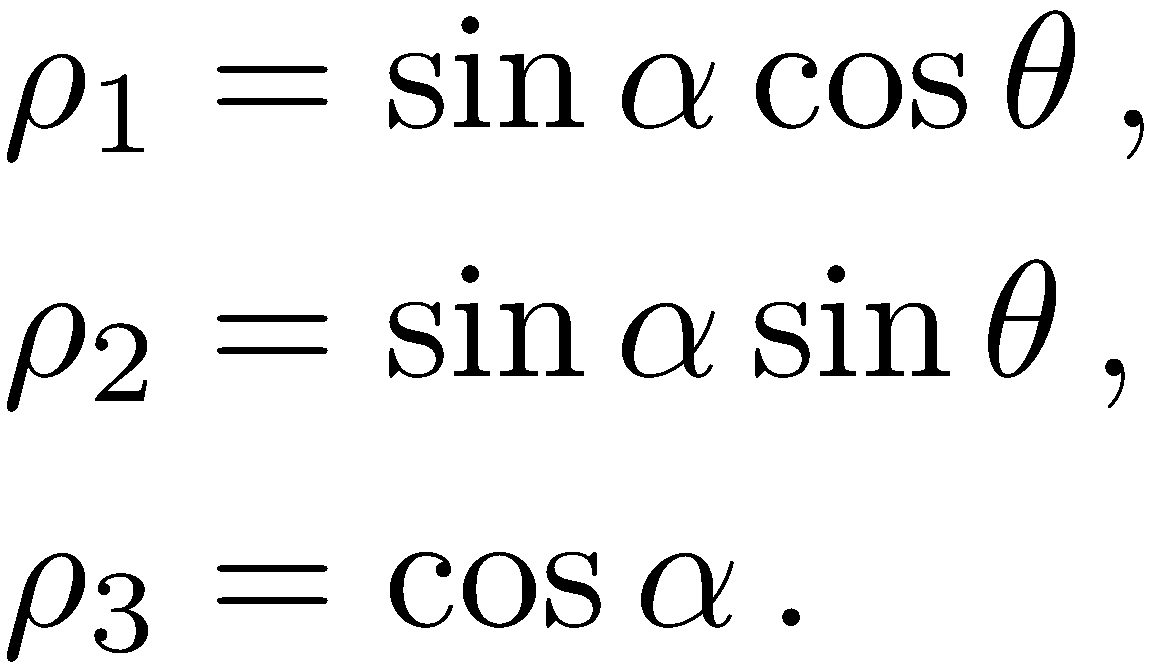 ρ₁ = sin α cos θ ,
ρ₂ = sin α sin θ ,
ρ₃ = cos α .